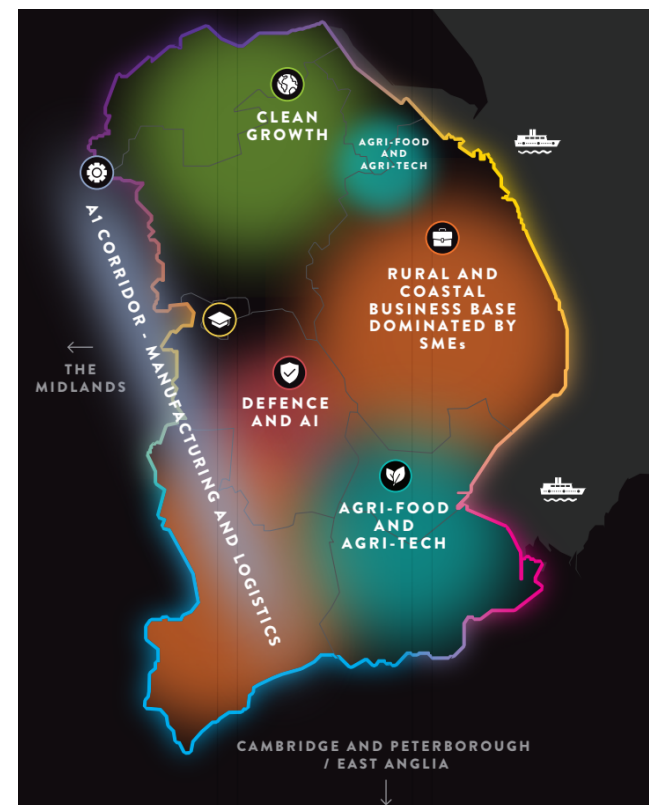 CLEAN
GROWTH
AGRI-FOOD
AND
AGRI-TECH
A1 CORRIDOR - MANUFACTURING AND LOGISTICS
RURAL AND
COASTAL
BUSINESS BASE
DOMINATED BY
SMEs
THE
MIDLANDS
DEFENCE
AND AI
AGRI-FOOD
AND
AGRI-TECH
CAMBRIDGE AND PETERBOROUGH
/ EAST ANGLIA